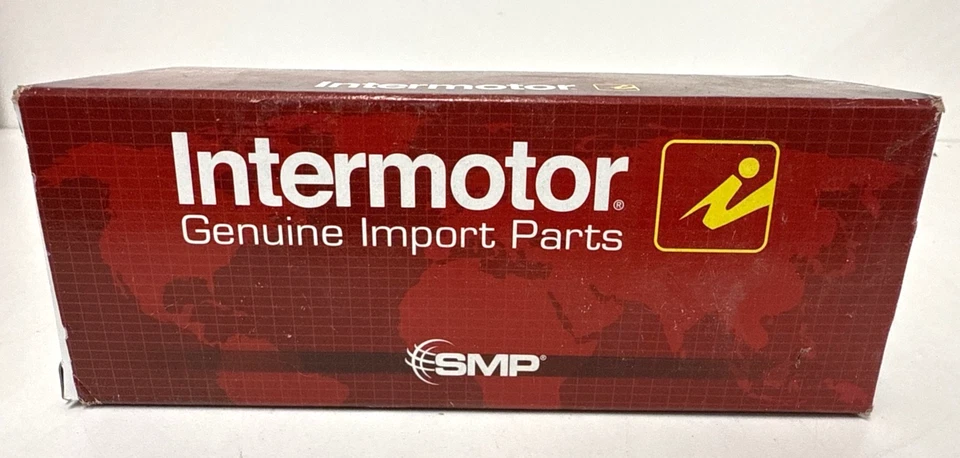 Intermotor
Intermotor®
Genuine Import Parts
SMP®